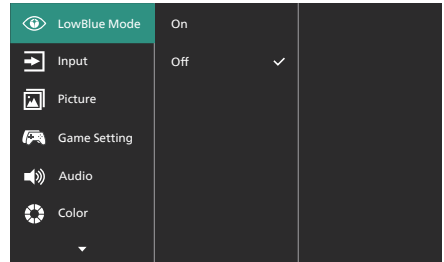 LowBlue Mode
On
Input
Off
Picture
Game Setting
Audio
Color